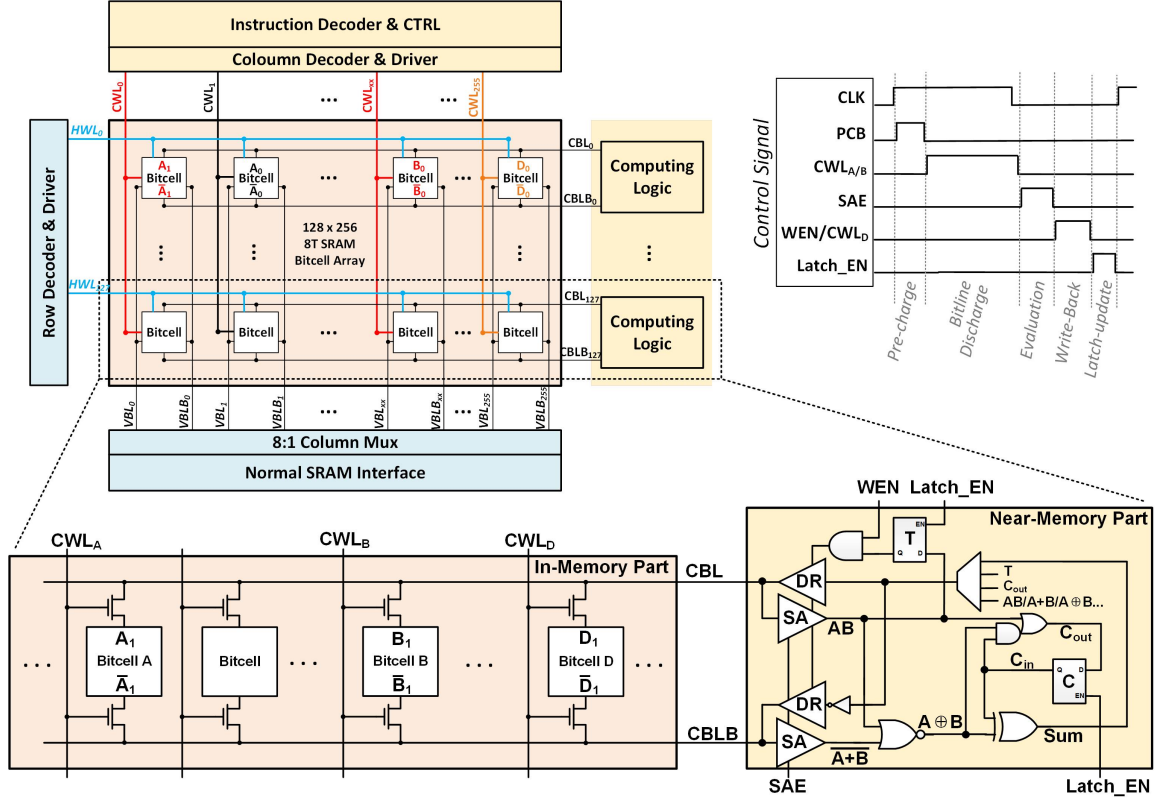 Instruction Decoder & CTRL
Coloumn Decoder & Driver
CWL0
CWL1
CWLxx
CWL255
... ...
Row Decoder & Driver
HWL0
A1
Bitcell
A̅1
A0
Bitcell
A̅0
...
B0
Bitcell
B̅0
...
D0
Bitcell
D̅0
CBL0
CBLB0
Computing
Logic
128 x 256
8T SRAM
Bitcell Array
HWL127
Bitcell
Bitcell
...
Bitcell
...
Bitcell
CBL127
CBLB127
Computing
Logic
VBL0
VBLB0
VBL1
VBLB1
...
VBLxx
VBLBxx
...
VBL255
VBLB255
8:1 Column Mux
Normal SRAM Interface
Control Signal
CLK
PCB
CWLA/B
SAE
WEN/CWLD
Latch_EN
Pre-charge
Bitline
Discharge
Evaluation
Write-Back
Latch-update
CWLA
CWLB
CWLD
In-Memory Part
CBL
...
A1
Bitcell A
A̅1
Bitcell
...
B1
Bitcell B
B̅1
...
D1
Bitcell D
D̅1
...
CBLB
WEN
Latch_EN
Near-Memory Part
EN
T
Q
D
DR
T
Cout
AB/A+B/A⊕B...
SA
AB
Cout
Cin
Q
D
C
EN
DR
A⊕B
SA
A̅+̅B̅
Sum
SAE
Latch_EN